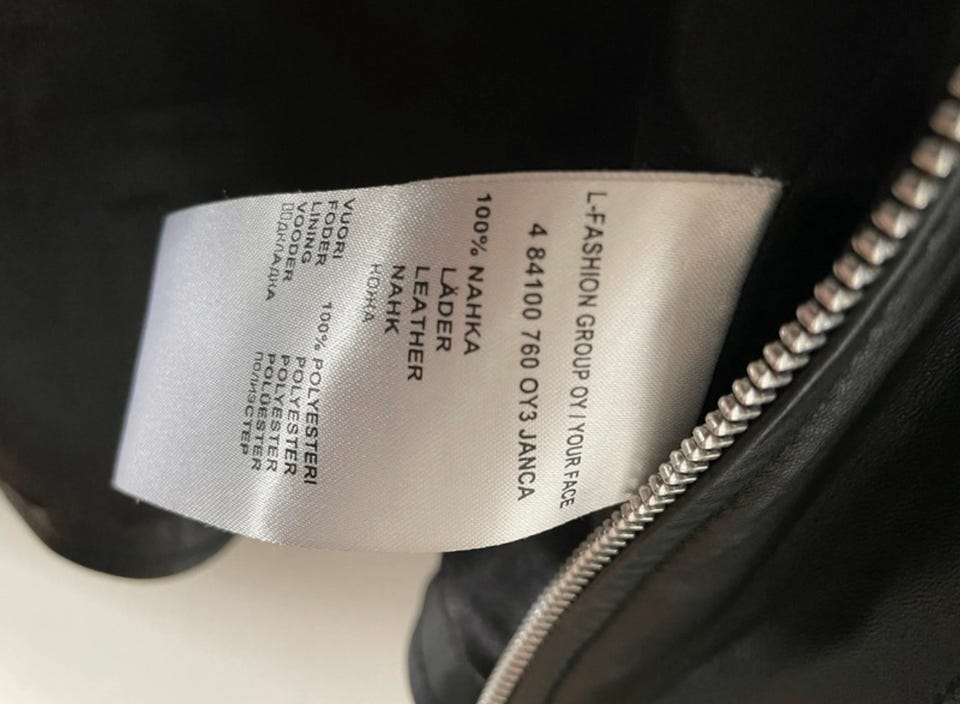 L-FASHION GROUP OY / YOUR FACE
4 84100 760 OY3 JANCA
100% NAHKA
LÄDER
LEATHER
NAHK
КОЖА
VUORI 100% POLYESTERI
FODER POLYESTER
LINING POLYESTER
VOODER POLÜESTER
ПОДКЛАДКА ПОЛИЭСТЕР